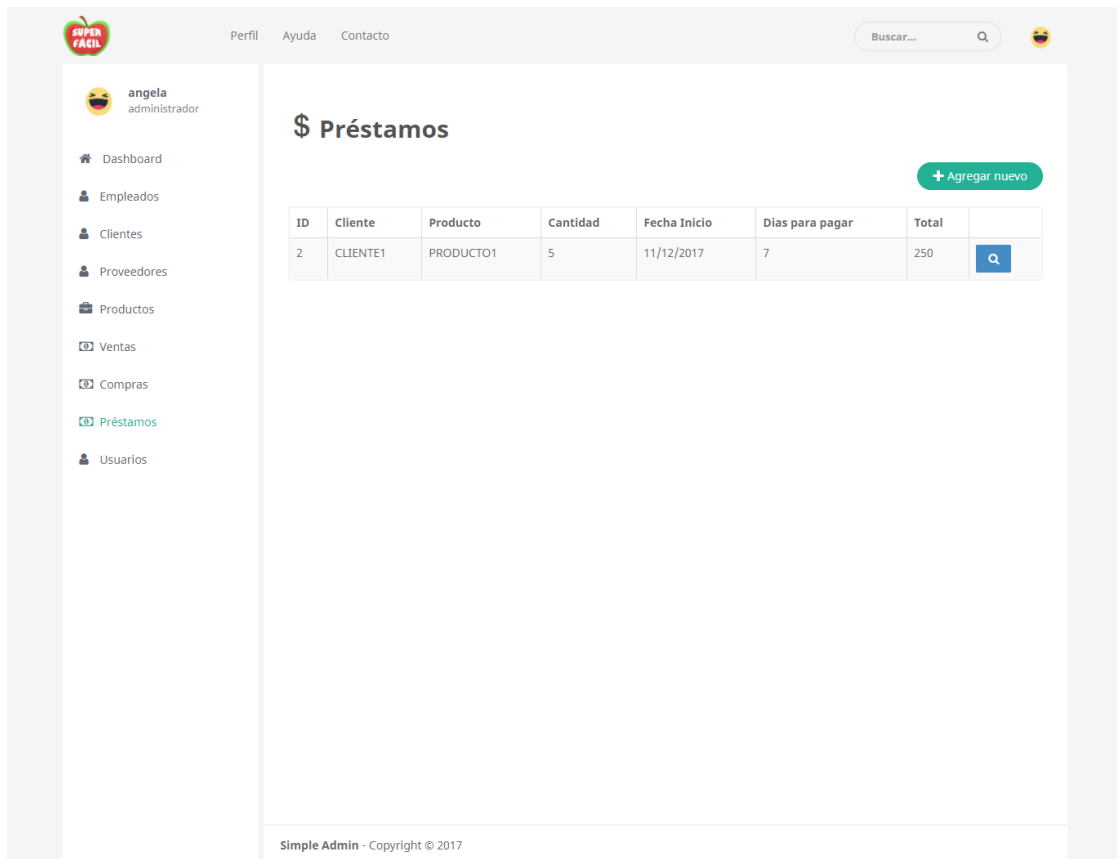 SUPER
FÁCIL
Perfil Ayuda Contacto
Buscar...
angela
administrador
Dashboard
Empleados
Clientes
Proveedores
Productos
Ventas
Compras
Préstamos
Usuarios
$ Préstamos
+ Agregar nuevo
ID Cliente Producto Cantidad Fecha Inicio Dias para pagar Total
2 CLIENTE1 PRODUCTO1 5 11/12/2017 7 250
Simple Admin - Copyright © 2017